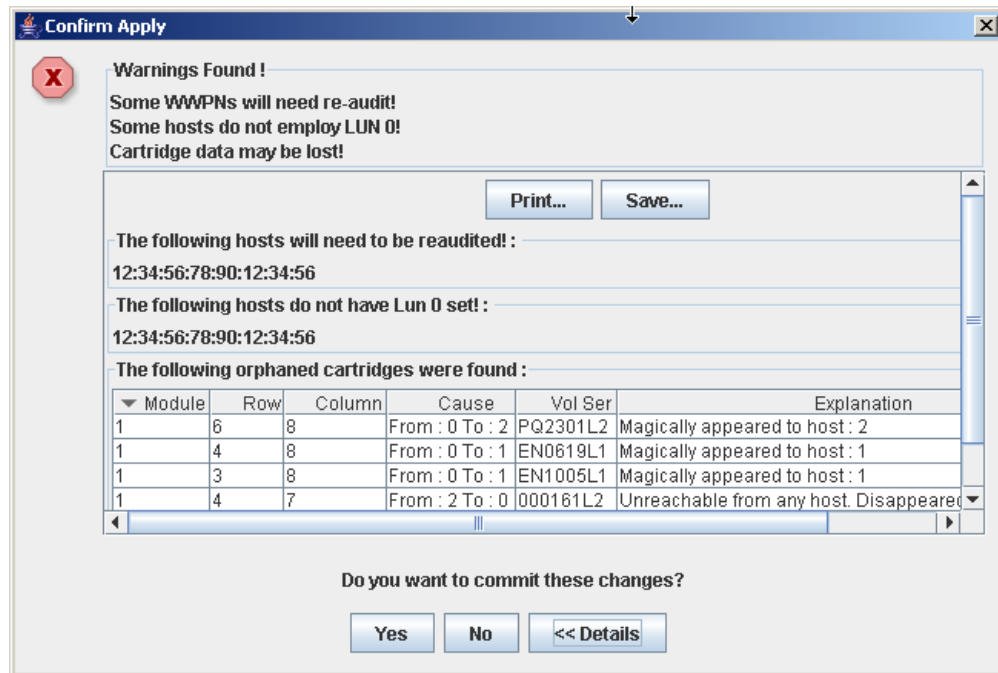 Confirm Apply
Warnings Found !
Some WWPNs will need re-audit!
Some hosts do not employ LUN 0!
Cartridge data may be lost!
Print... Save...
The following hosts will need to be reaudited! :
12:34:56:78:90:12:34:56
The following hosts do not have Lun 0 set! :
12:34:56:78:90:12:34:56
The following orphaned cartridges were found :
Module Row Column Cause Vol Ser Explanation
1 6 8 From : 0 To : 2 PQ2301L2 Magically appeared to host : 2
1 4 8 From : 0 To : 1 EN0619L1 Magically appeared to host : 1
1 3 8 From : 0 To : 1 EN1005L1 Magically appeared to host : 1
1 4 7 From : 2 To : 0 000161L2 Unreachable from any host. Disappeared
Do you want to commit these changes?
Yes No << Details